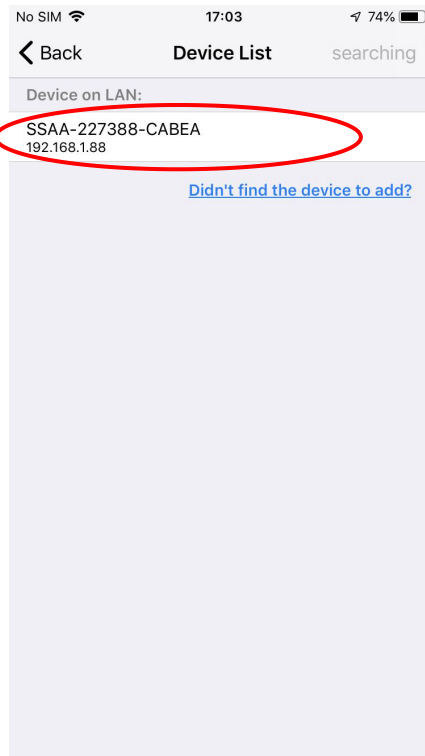 No SIM 17:03 74%
Back Device List searching
Device on LAN:
SSAA-227388-CABEA
192.168.1.88
Didn't find the device to add?